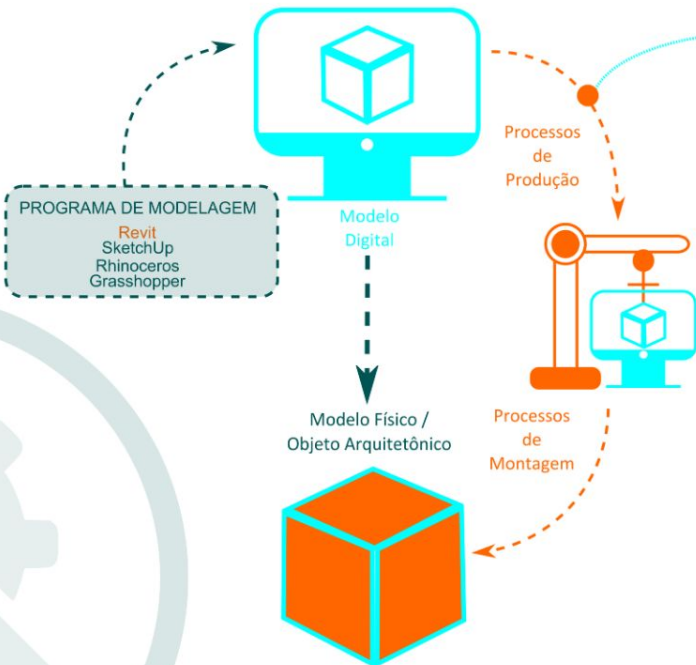 Processos
de
Produção
PROGRAMA DE MODELAGEM
Revit
SketchUp
Rhinoceros
Grasshopper
Modelo
Digital
Modelo Físico /
Objeto Arquitetônico
Processos
de
Montagem